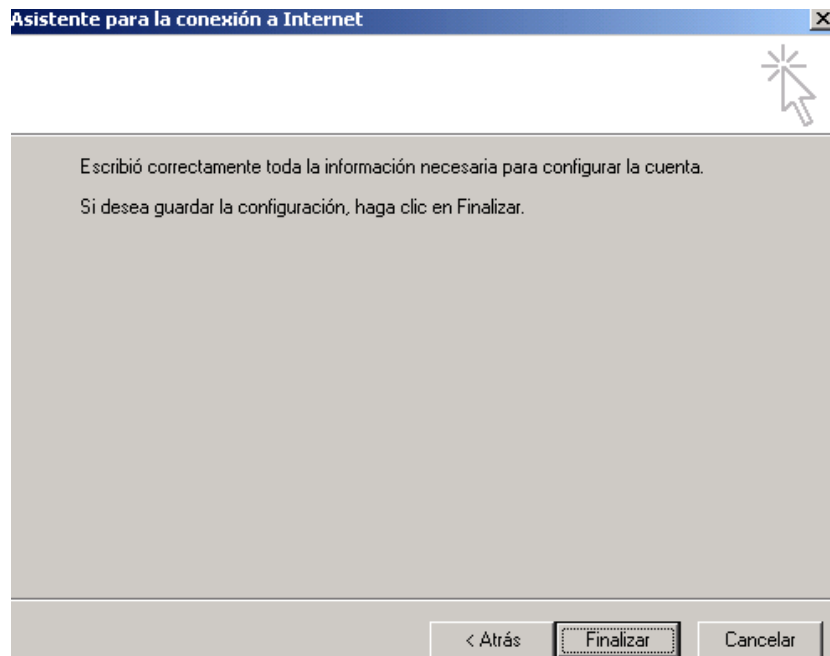 Asistente para la conexión a Internet
Escribió correctamente toda la información necesaria para configurar la cuenta.
Si desea guardar la configuración, haga clic en Finalizar.
< Atrás Finalizar Cancelar